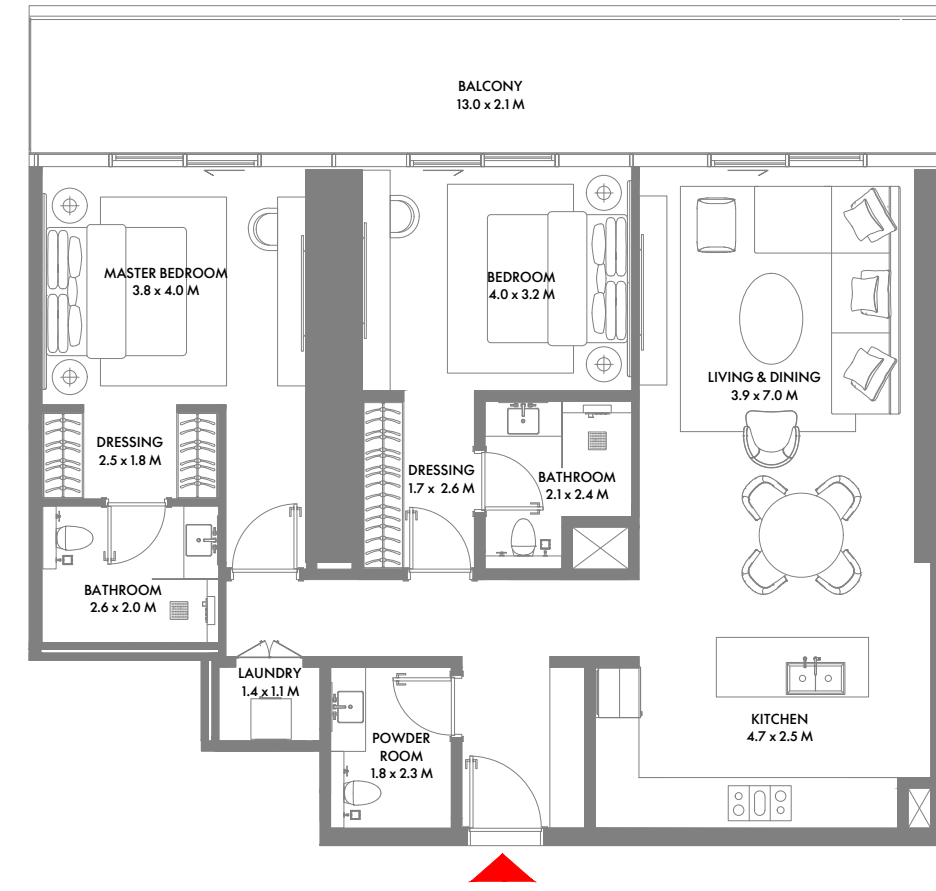 BALCONY
13.0 x 2.1 M
MASTER BEDROOM
3.8 x 4.0 M
BEDROOM
4.0 x 3.2 M
LIVING & DINING
3.9 x 7.0 M
DRESSING
2.5 x 1.8 M
DRESSING
1.7 x 2.6 M
BATHROOM
2.1 x 2.4 M
BATHROOM
2.6 x 2.0 M
LAUNDRY
1.4 x 1.1 M
POWDER
ROOM
1.8 x 2.3 M
KITCHEN
4.7 x 2.5 M